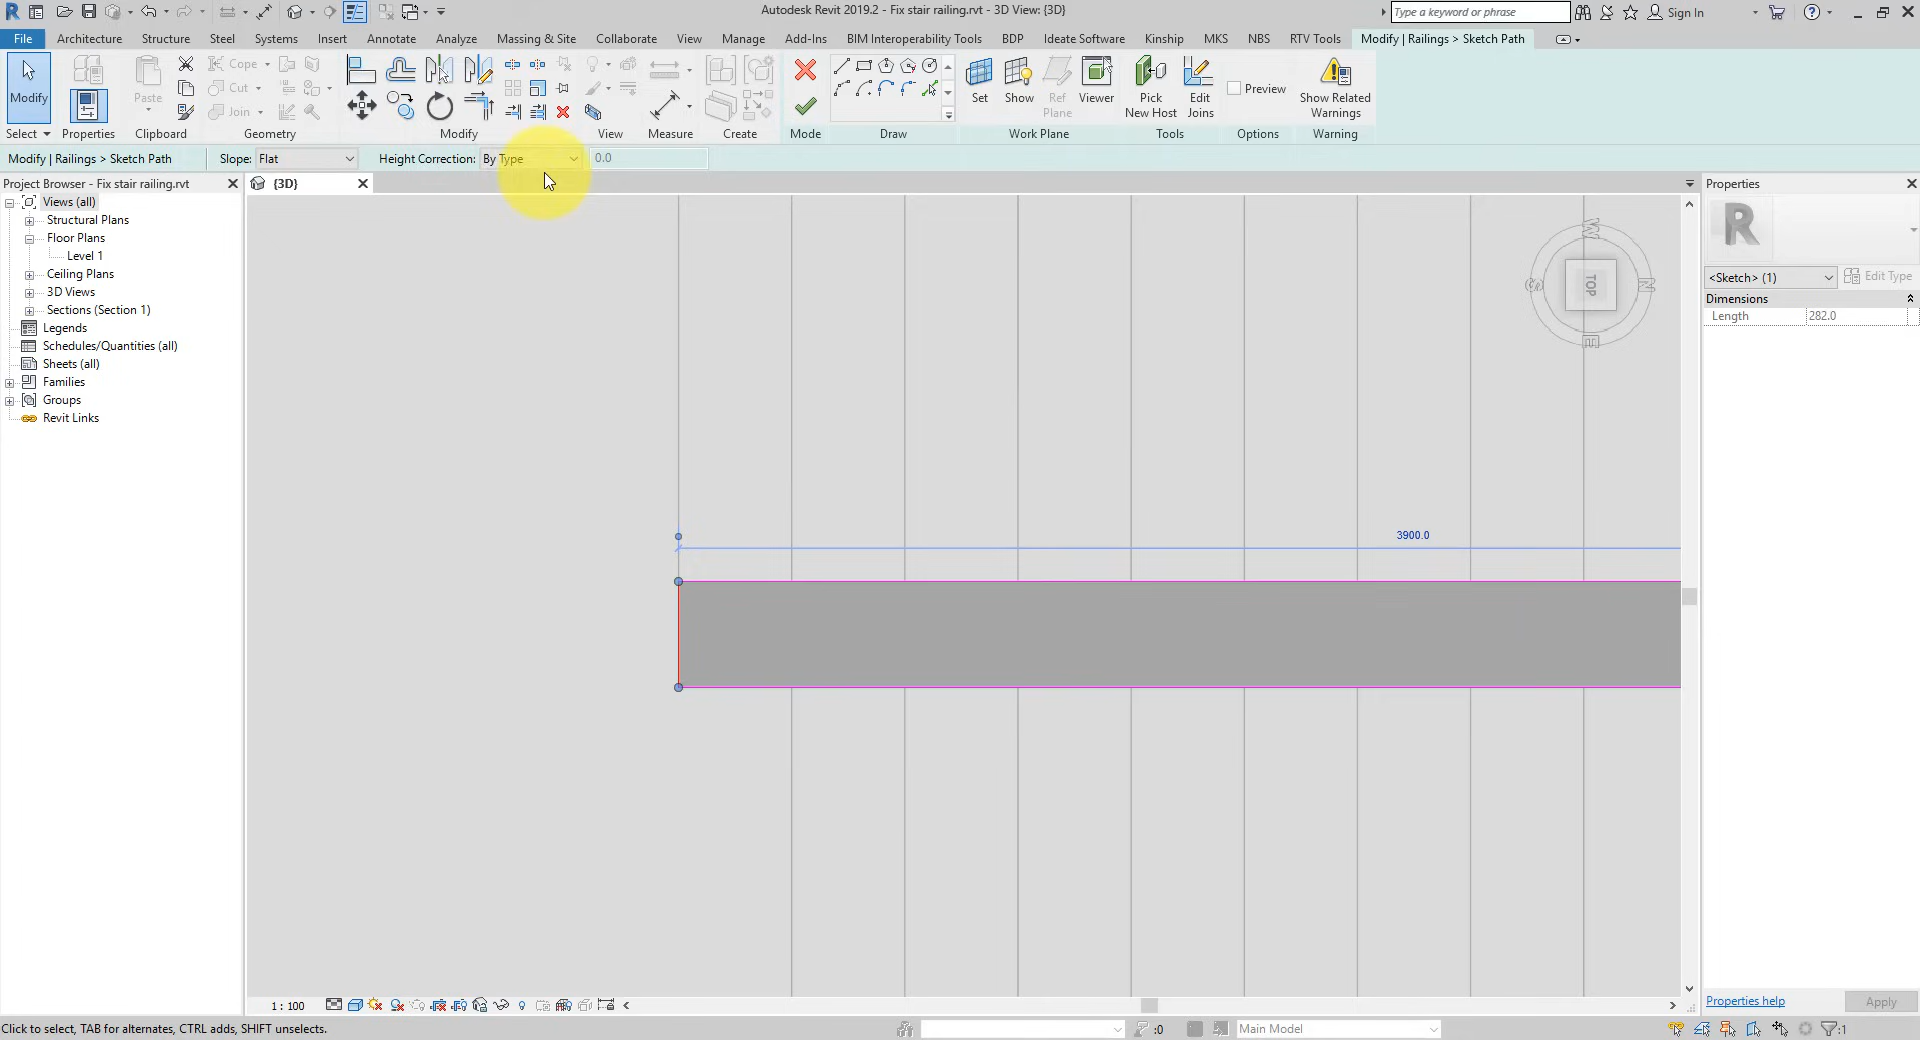 Autodesk Revit 2019.2 - Fix stair railing.rvt - 3D View: {3D}
Type a keyword or phrase
Sign In
File Architecture Structure Steel Systems Insert Annotate Analyze Massing & Site Collaborate View Manage Add-Ins BIM Interoperability Tools BDP Ideate Software Kinship MKS NBS RTV Tools Modify | Railings > Sketch Path
Modify
Paste
Cope
Cut
Join
Set
Show
Ref Plane
Viewer
Pick New Host
Edit Joins
Preview
Show Related Warnings
Select Properties Clipboard Geometry Modify View Measure Create Mode Draw Work Plane Tools Options Warning
Modify | Railings > Sketch Path Slope: Flat Height Correction: By Type 0.0
Project Browser - Fix stair railing.rvt
{3D}
Properties
Views (all)
Structural Plans
Floor Plans
Level 1
Ceiling Plans
3D Views
Sections (Section 1)
Legends
Schedules/Quantities (all)
Sheets (all)
Families
Groups
Revit Links
W
S
TOP
N
E
3900.0
R
<Sketch> (1)
Edit Type
Dimensions
Length 282.0
1 : 100
Properties help
Apply
Click to select, TAB for alternates, CTRL adds, SHIFT unselects.
:0
Main Model
:1